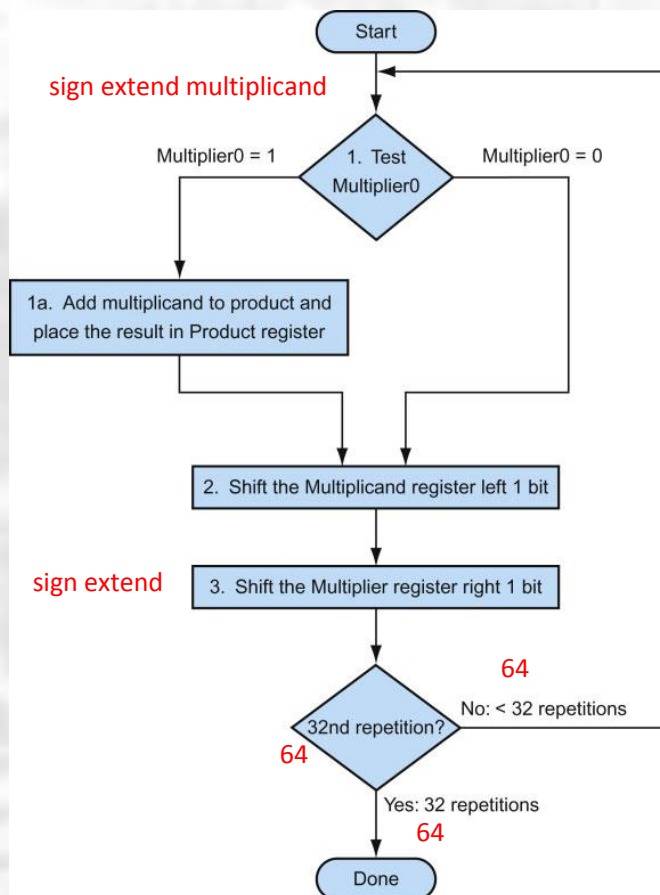 Start
sign extend multiplicand
Multiplier0 = 1
1. Test
Multiplier0
Multiplier0 = 0
1a. Add multiplicand to product and
place the result in Product register
2. Shift the Multiplicand register left 1 bit
sign extend
3. Shift the Multiplier register right 1 bit
64
32nd repetition?
No: < 32 repetitions
64
Yes: 32 repetitions
64
Done